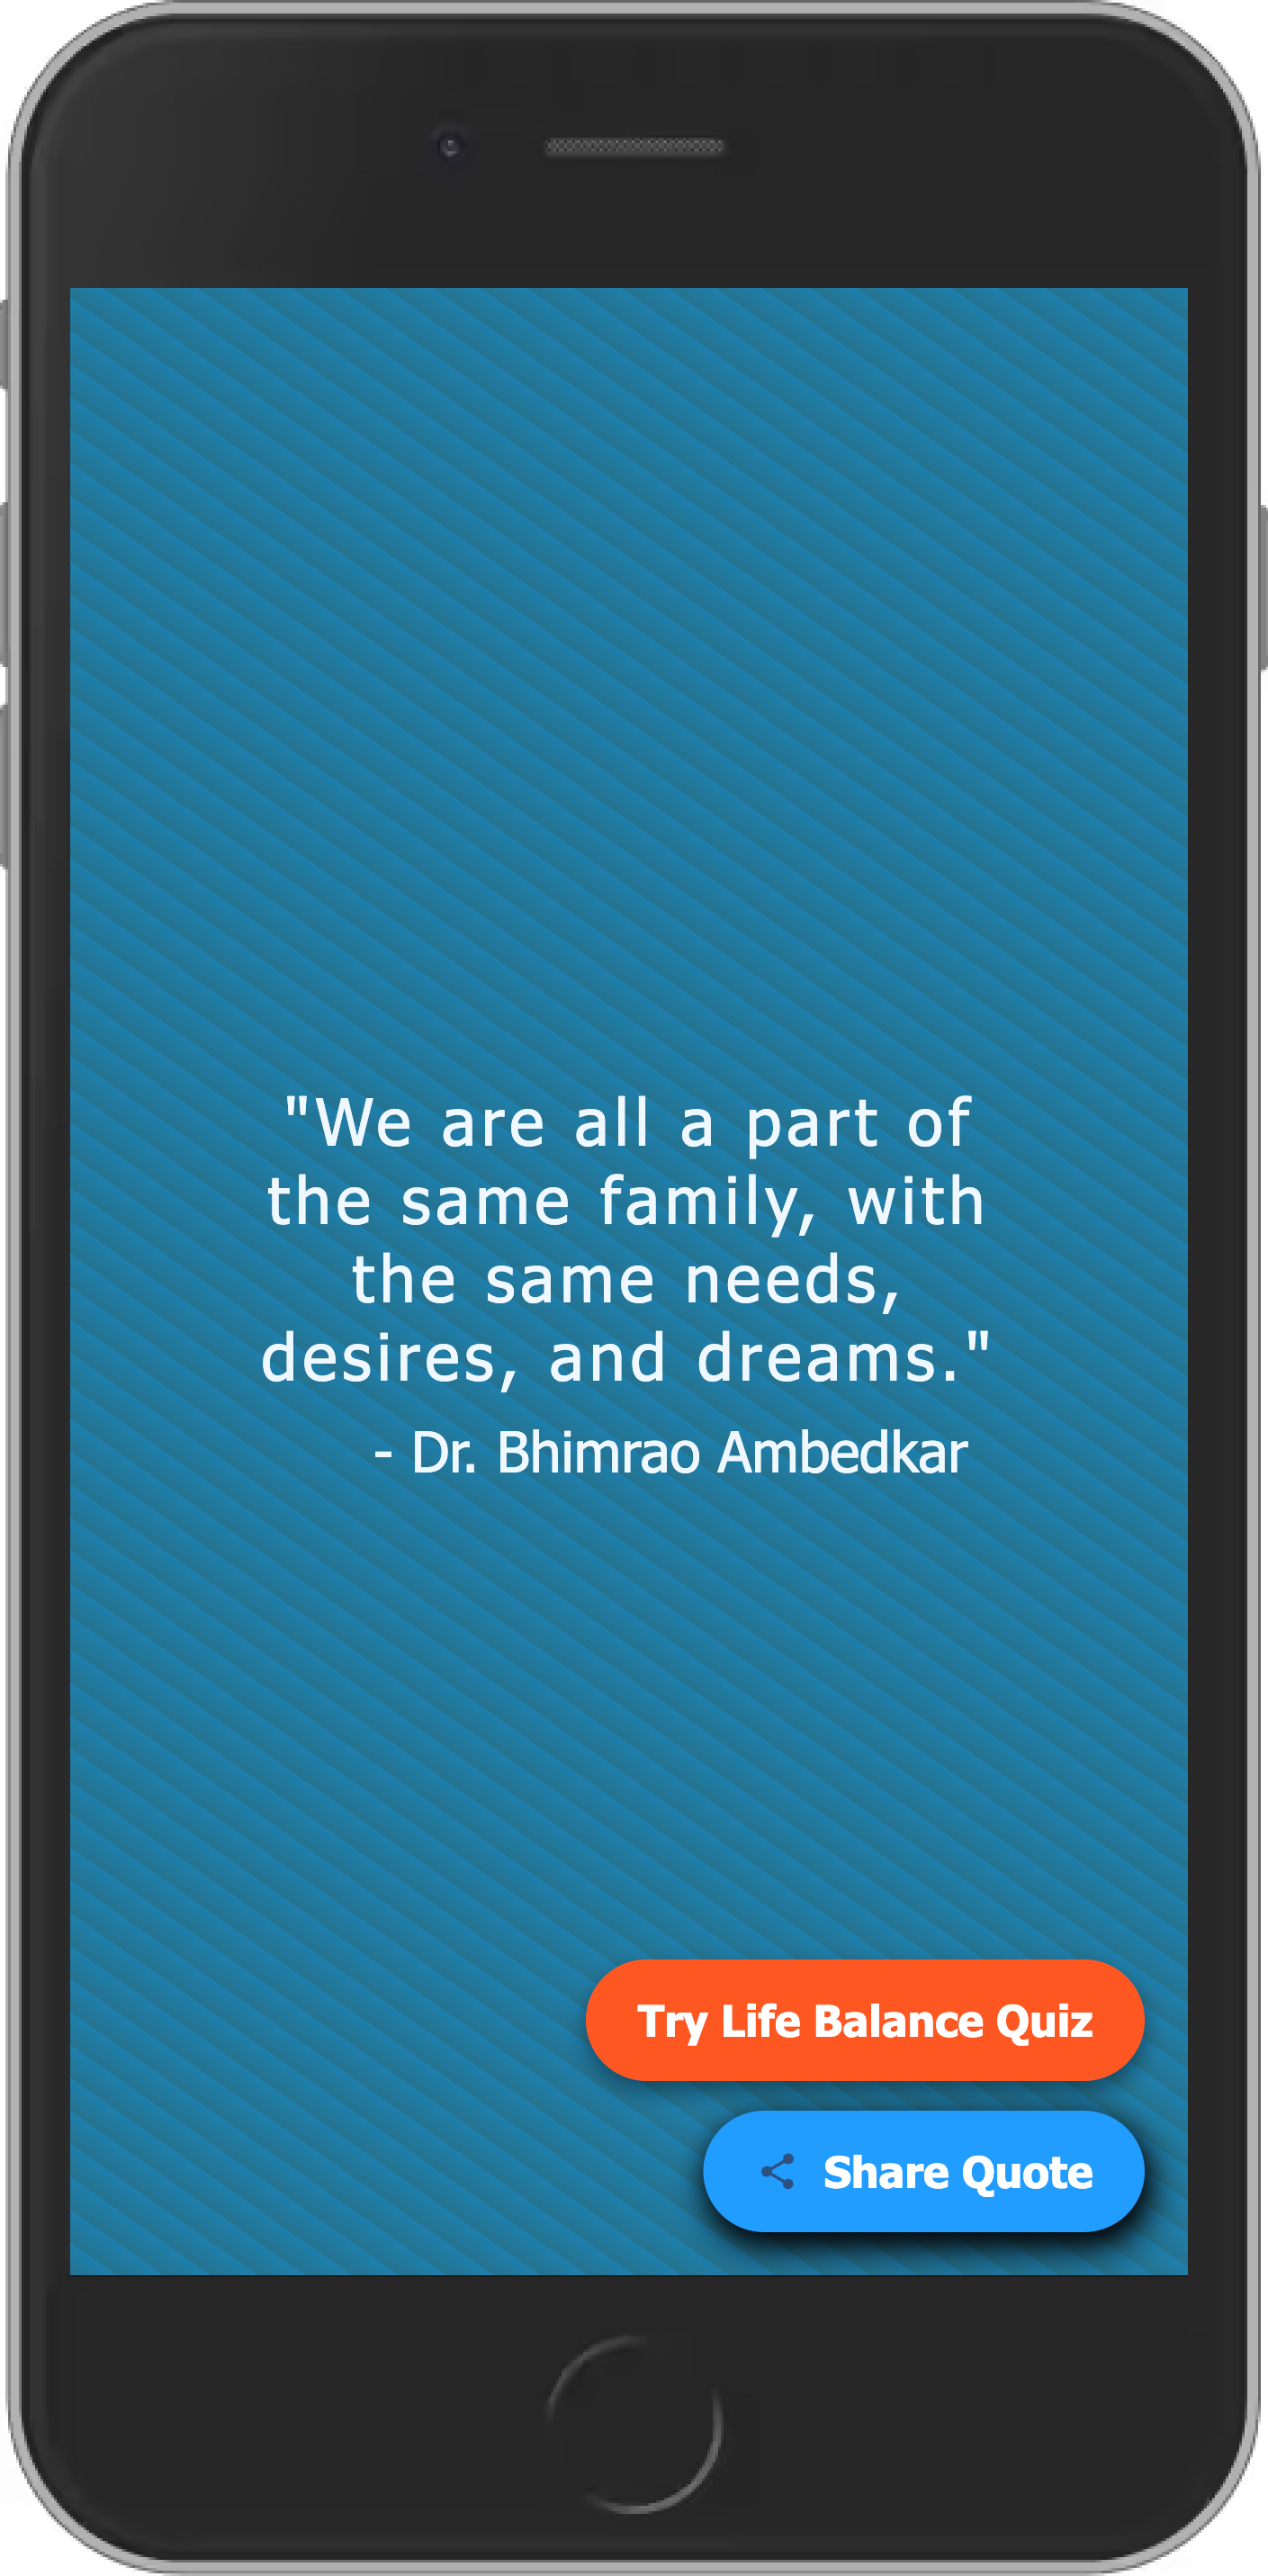 "We are all a part of
the same family, with
the same needs,
desires, and dreams."
- Dr. Bhimrao Ambedkar
Try Life Balance Quiz
Share Quote